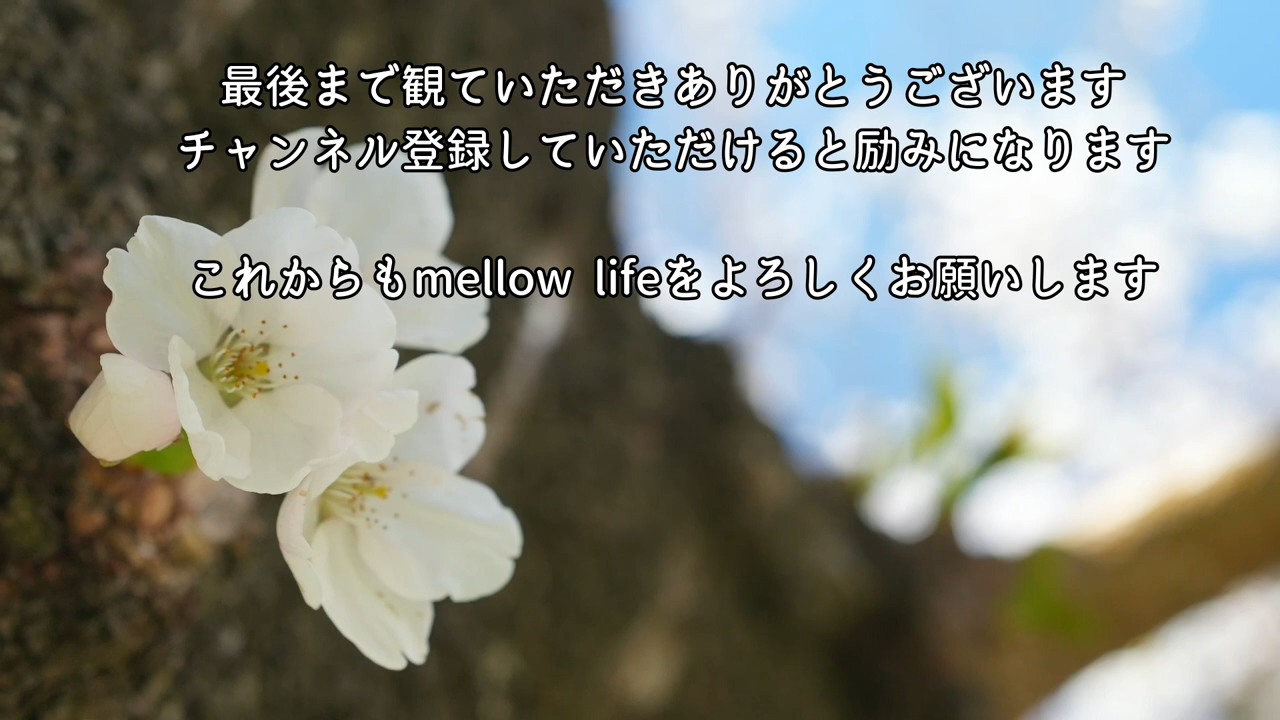 最後まで観ていただきありがとうございます
チャンネル登録していただけると励みになります
これからもmellow lifeをよろしくお願いします